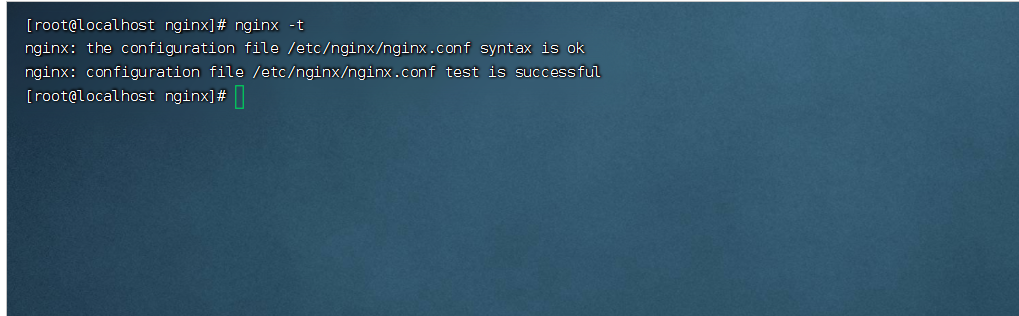 [root@localhost nginx]# nginx -t
nginx: the configuration file /etc/nginx/nginx.conf syntax is ok
nginx: configuration file /etc/nginx/nginx.conf test is successful
[root@localhost nginx]#